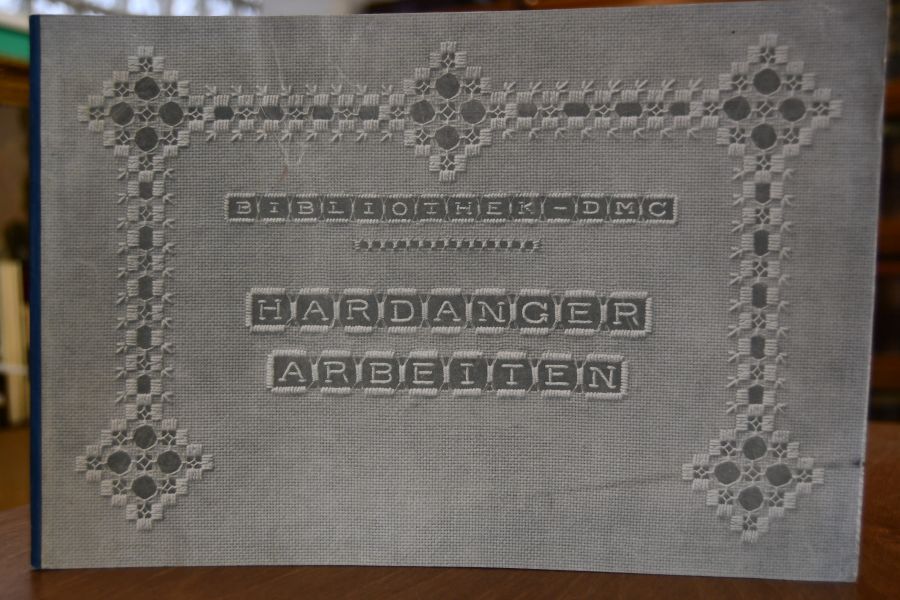 BIBLIOTHEK-DMC
HARDANGER
ARBEITEN